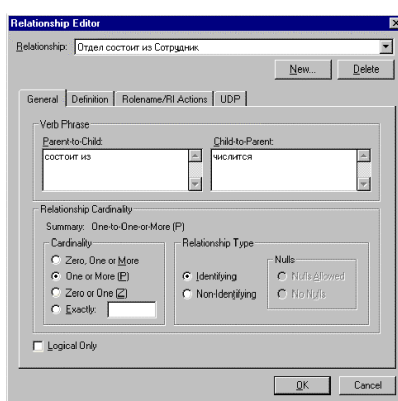 Relationship Editor
Relationship: Отдел состоит из Сотрудник
New... Delete
General Definition Rolename/RI Actions UDP
Verb Phrase
Parent-to-Child: Child-to-Parent:
состоит из числится
Relationship Cardinality
Summary: One-to-One-or-More (P)
Cardinality Relationship Type
Zero, One or More Nulls
One or More (P) Identifying Nulls Allowed
Zero or One (Z) Non-Identifying No Nulls
Exactly:
Logical Only
OK Cancel